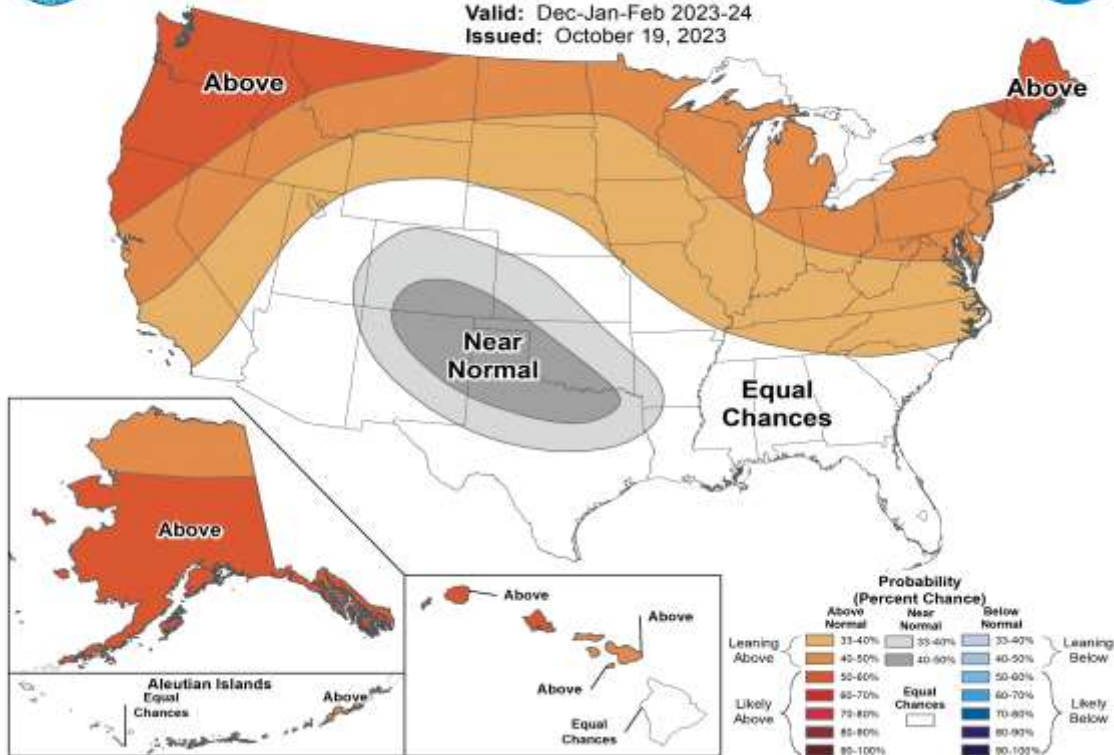 Valid: Dec-Jan-Feb 2023-24
Issued: October 19, 2023
Above
Above
Near
Normal
Equal
Chances
Above
Aleutian Islands
Equal
Chances
Above
Above
Above
Above
Equal
Chances
Probability
(Percent Chance)
Above
Normal
Near
Normal
Below
Normal
Leaning
Above
33-40%
40-50%
33-40%
40-50%
33-40%
40-50%
Leaning
Below
Likely
Above
50-60%
60-70%
70-80%
80-90%
90-100%
Equal
Chances
50-60%
60-70%
70-80%
80-90%
90-100%
Likely
Below